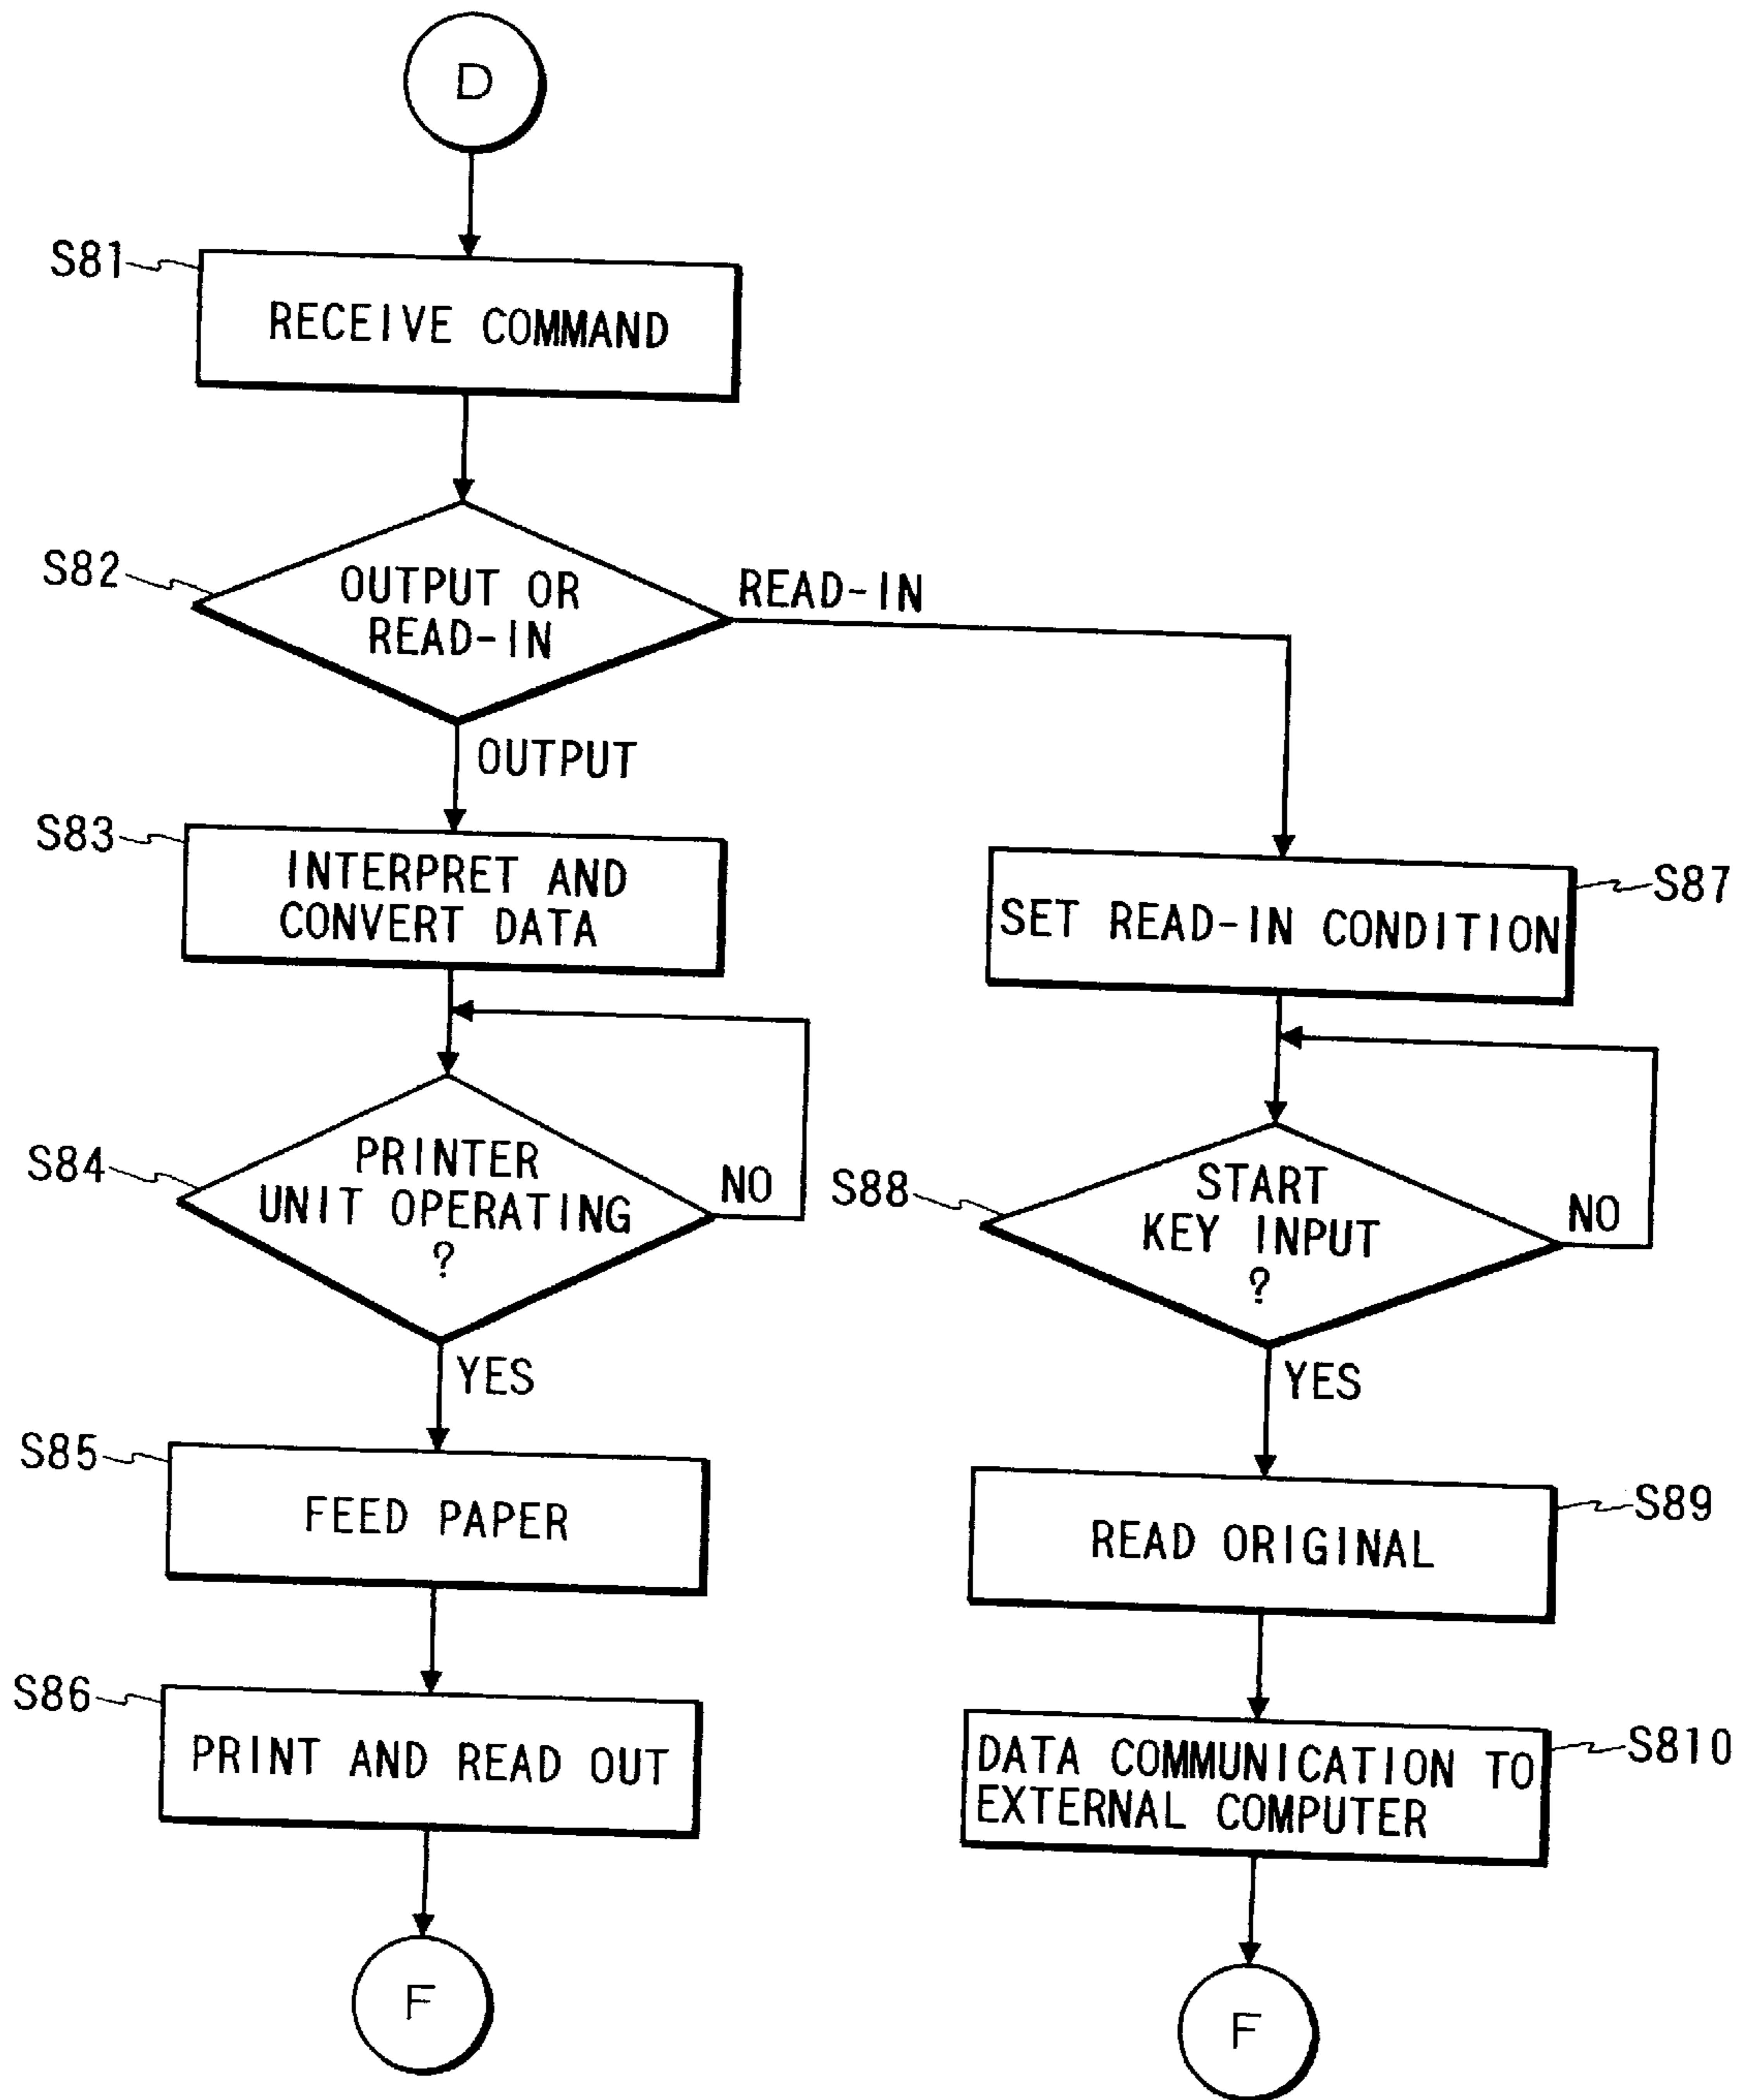 D
S81
RECEIVE COMMAND
S82
OUTPUT OR
READ-IN
READ-IN
OUTPUT
S83
INTERPRET AND
CONVERT DATA
S84
PRINTER
UNIT OPERATING
?
NO
YES
S85
FEED PAPER
S86
PRINT AND READ OUT
F
S87
SET READ-IN CONDITION
S88
START
KEY INPUT
?
NO
YES
S89
READ ORIGINAL
S810
DATA COMMUNICATION TO
EXTERNAL COMPUTER
F